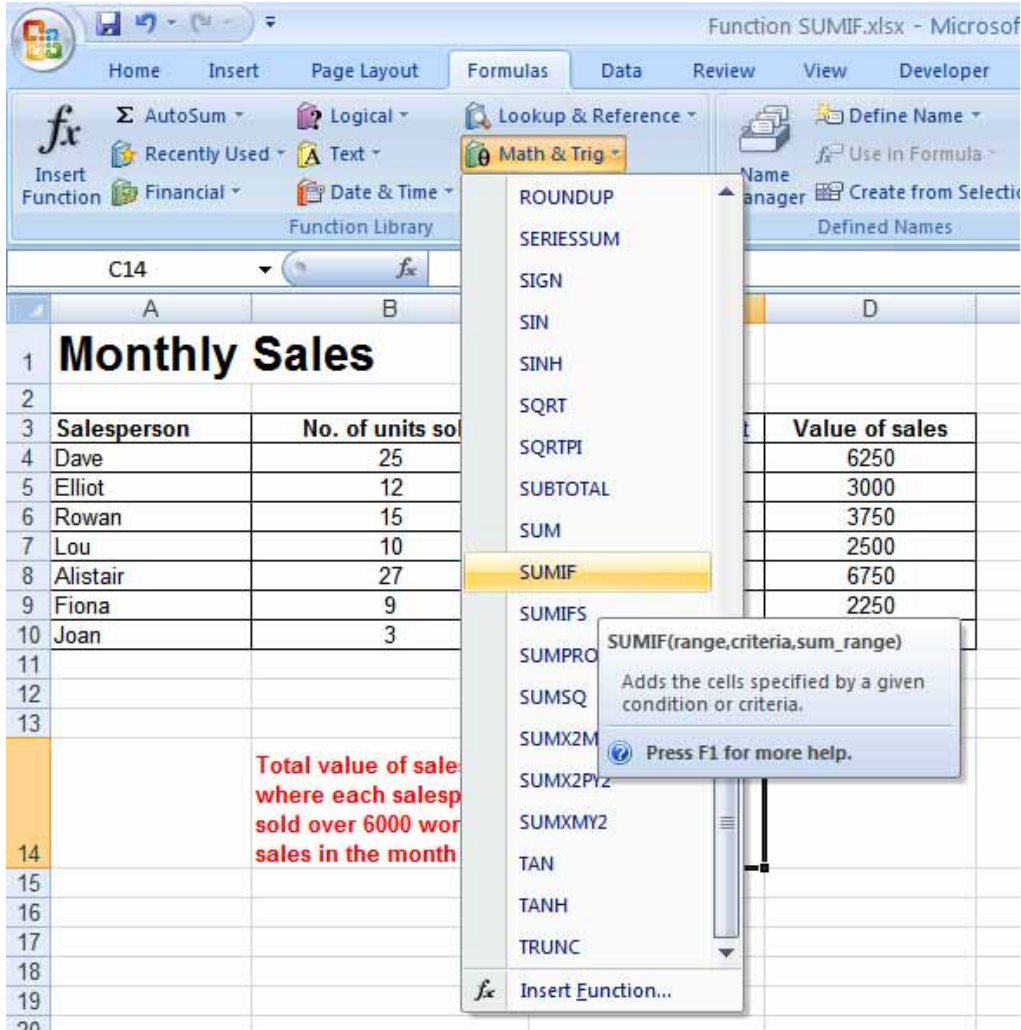 Function SUMIF.xlsx - Microsof
Home Insert Page Layout Formulas Data Review View Developer
fx Insert Function
Σ AutoSum
Recently Used
Financial
Logical
Text
Date & Time
Lookup & Reference
Math & Trig
Function Library
Name
anager
Define Name
Use in Formula
Create from Selectio
Defined Names
C14 fx
A B D
1 Monthly Sales
2
3 Salesperson No. of units sol t Value of sales
4 Dave 25 6250
5 Elliot 12 3000
6 Rowan 15 3750
7 Lou 10 2500
8 Alistair 27 6750
9 Fiona 9 2250
10 Joan 3
11
12
13
14 Total value of sale
where each salesp
sold over 6000 wor
sales in the month
15
16
17
18
19
20
ROUNDUP
SERIESSUM
SIGN
SIN
SINH
SQRT
SQRTPI
SUBTOTAL
SUM
SUMIF
SUMIFS
SUMPRO
SUMSQ
SUMX2M
SUMX2PY2
SUMXMY2
TAN
TANH
TRUNC
fx Insert Function...
SUMIF(range,criteria,sum_range)
Adds the cells specified by a given
condition or criteria.
Press F1 for more help.